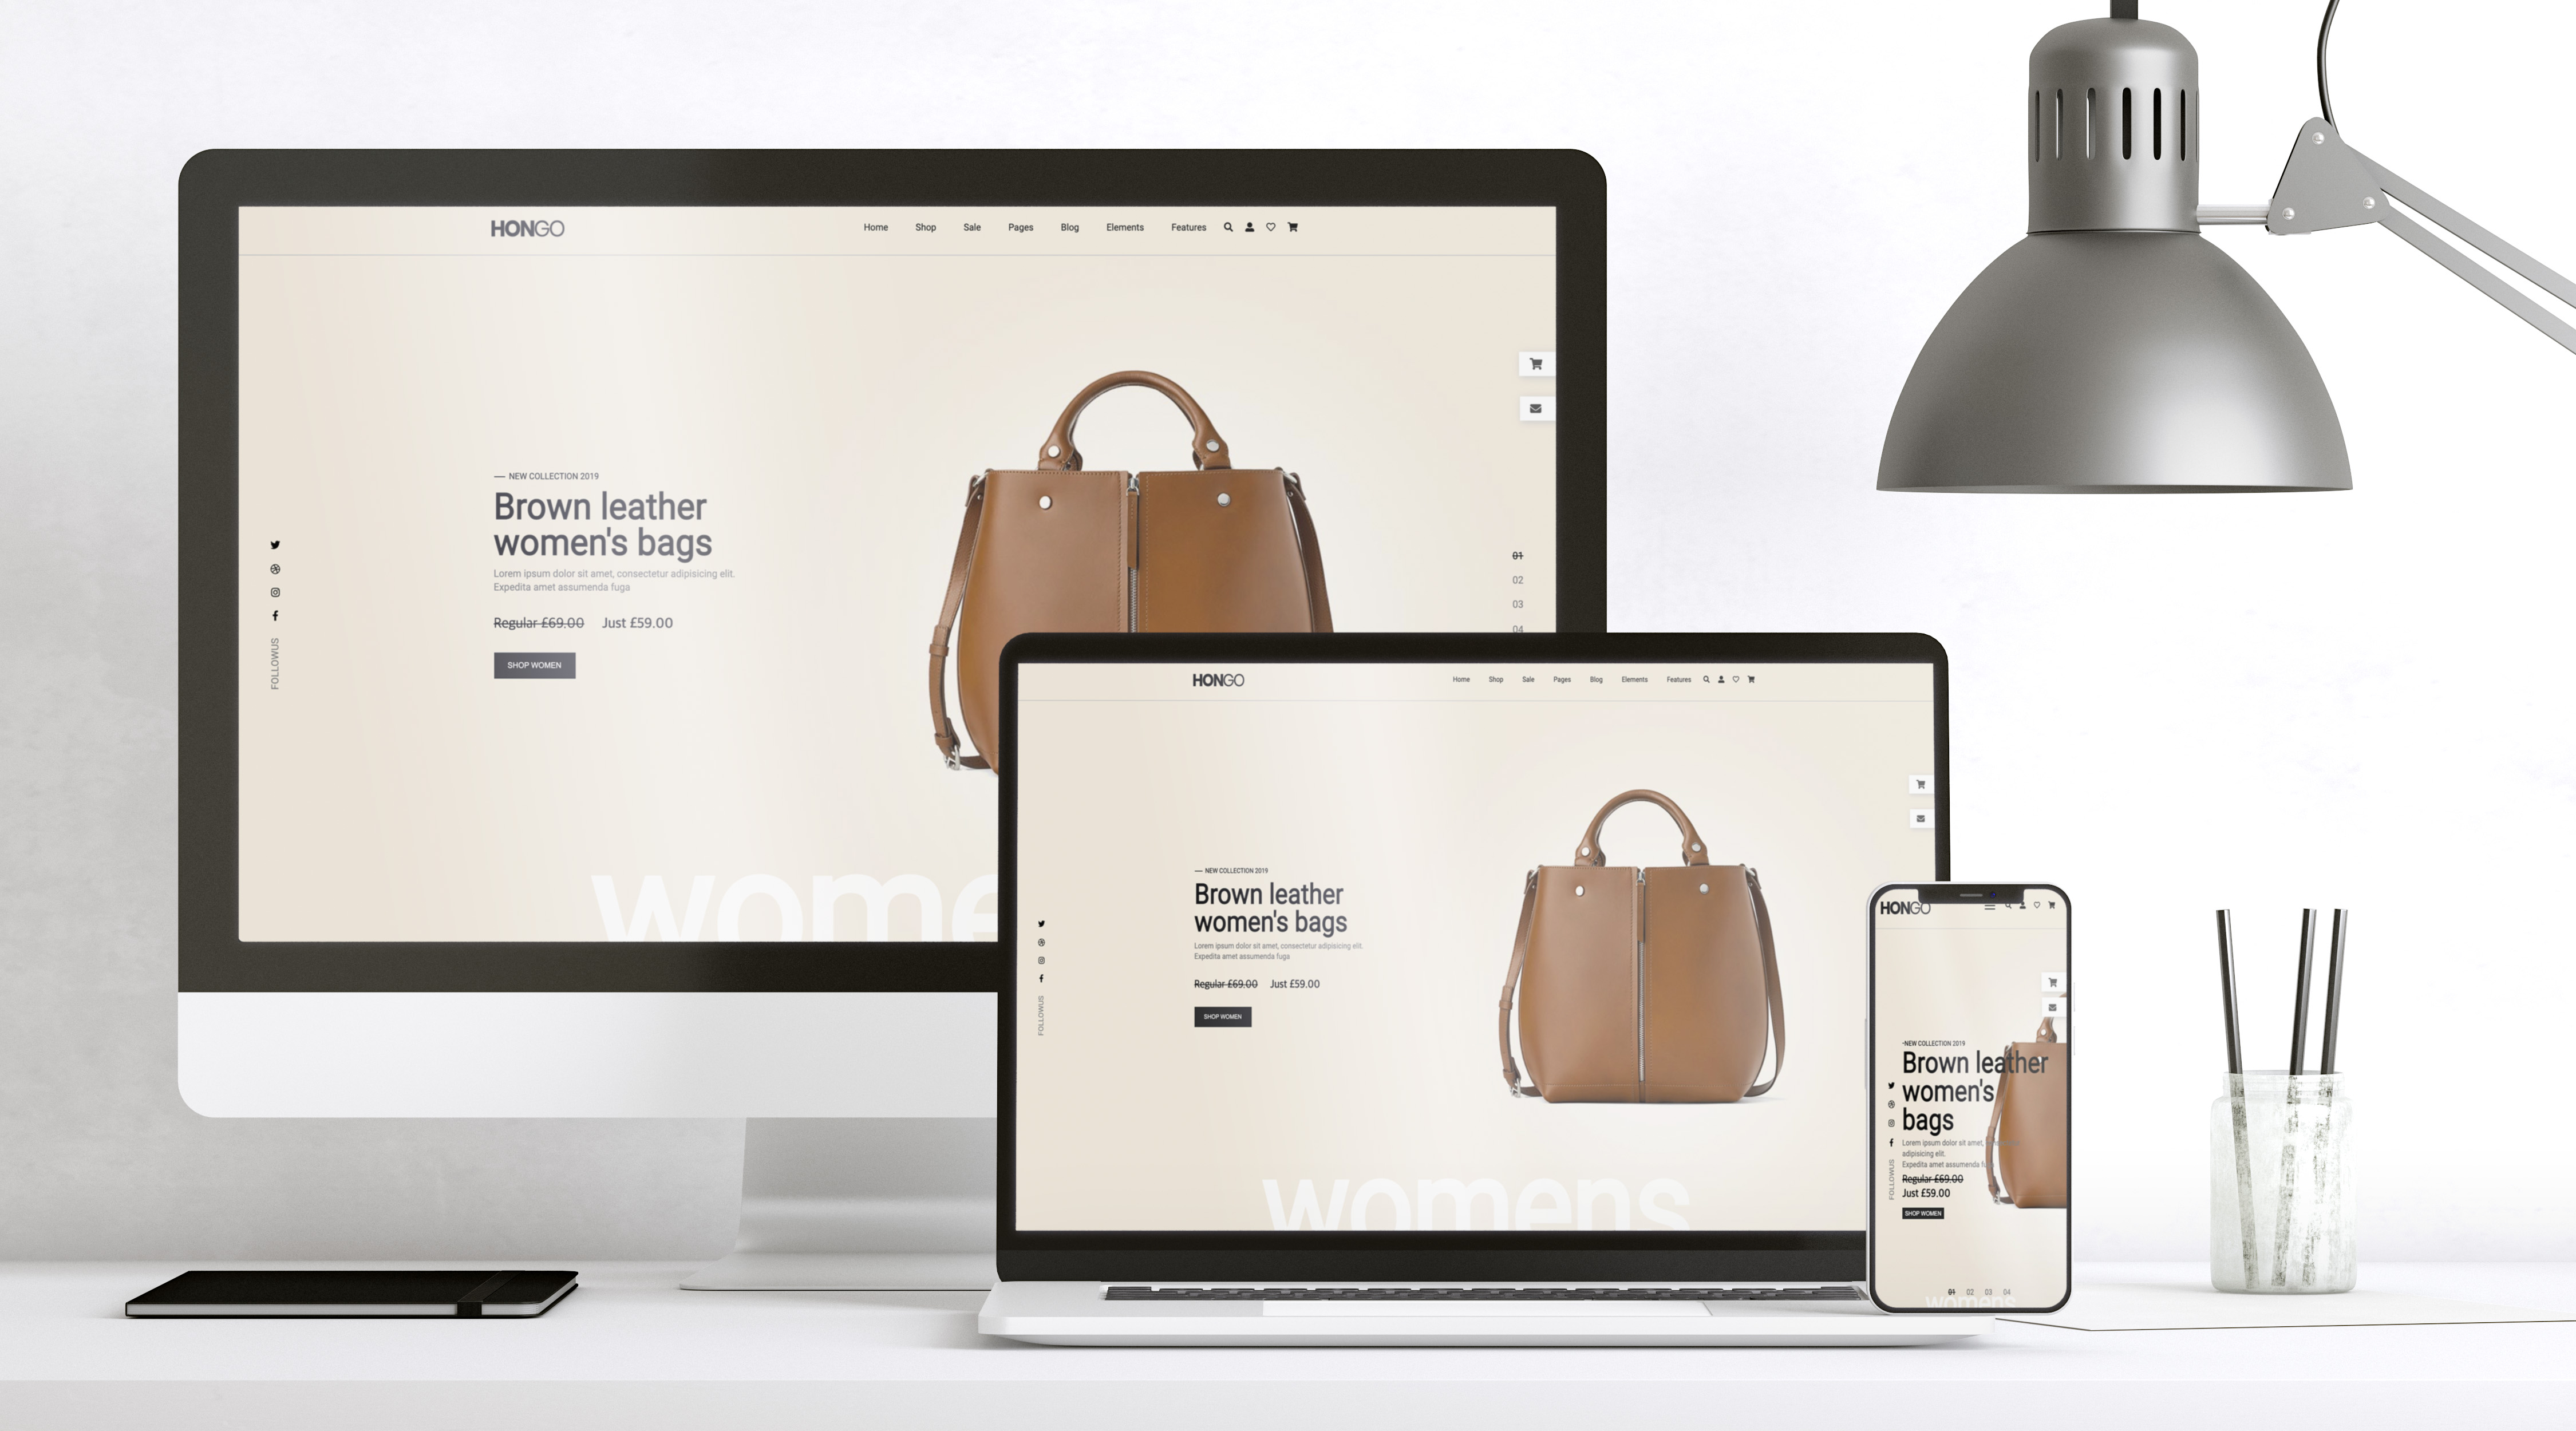 HONGO
Home Shop Sale Pages Blog Elements Features
NEW COLLECTION 2019
Brown leather
women's bags
Lorem ipsum dolor sit amet, consectetur adipisicing elit.
Expedita amet assumenda fuga
Regular £69.00 Just £59.00
SHOP WOMEN
FOLLOWUS
01
02
03
04
wome
HONGO
Home Shop Sale Pages Blog Elements Features
NEW COLLECTION 2019
Brown leather
women's bags
Lorem ipsum dolor sit amet, consectetur adipisicing elit.
Expedita amet assumenda fuga
Regular £69.00 Just £59.00
SHOP WOMEN
FOLLOWUS
womens
HONGO
-NEW COLLECTION 2019
Brown leather
women's
bags
Lorem ipsum dolor sit amet,
adipisicing elit.
Expedita amet assumenda
Regular £69.00
Just £59.00
SHOP WOMEN
FOLLOWUS
01 02 03 04
womens